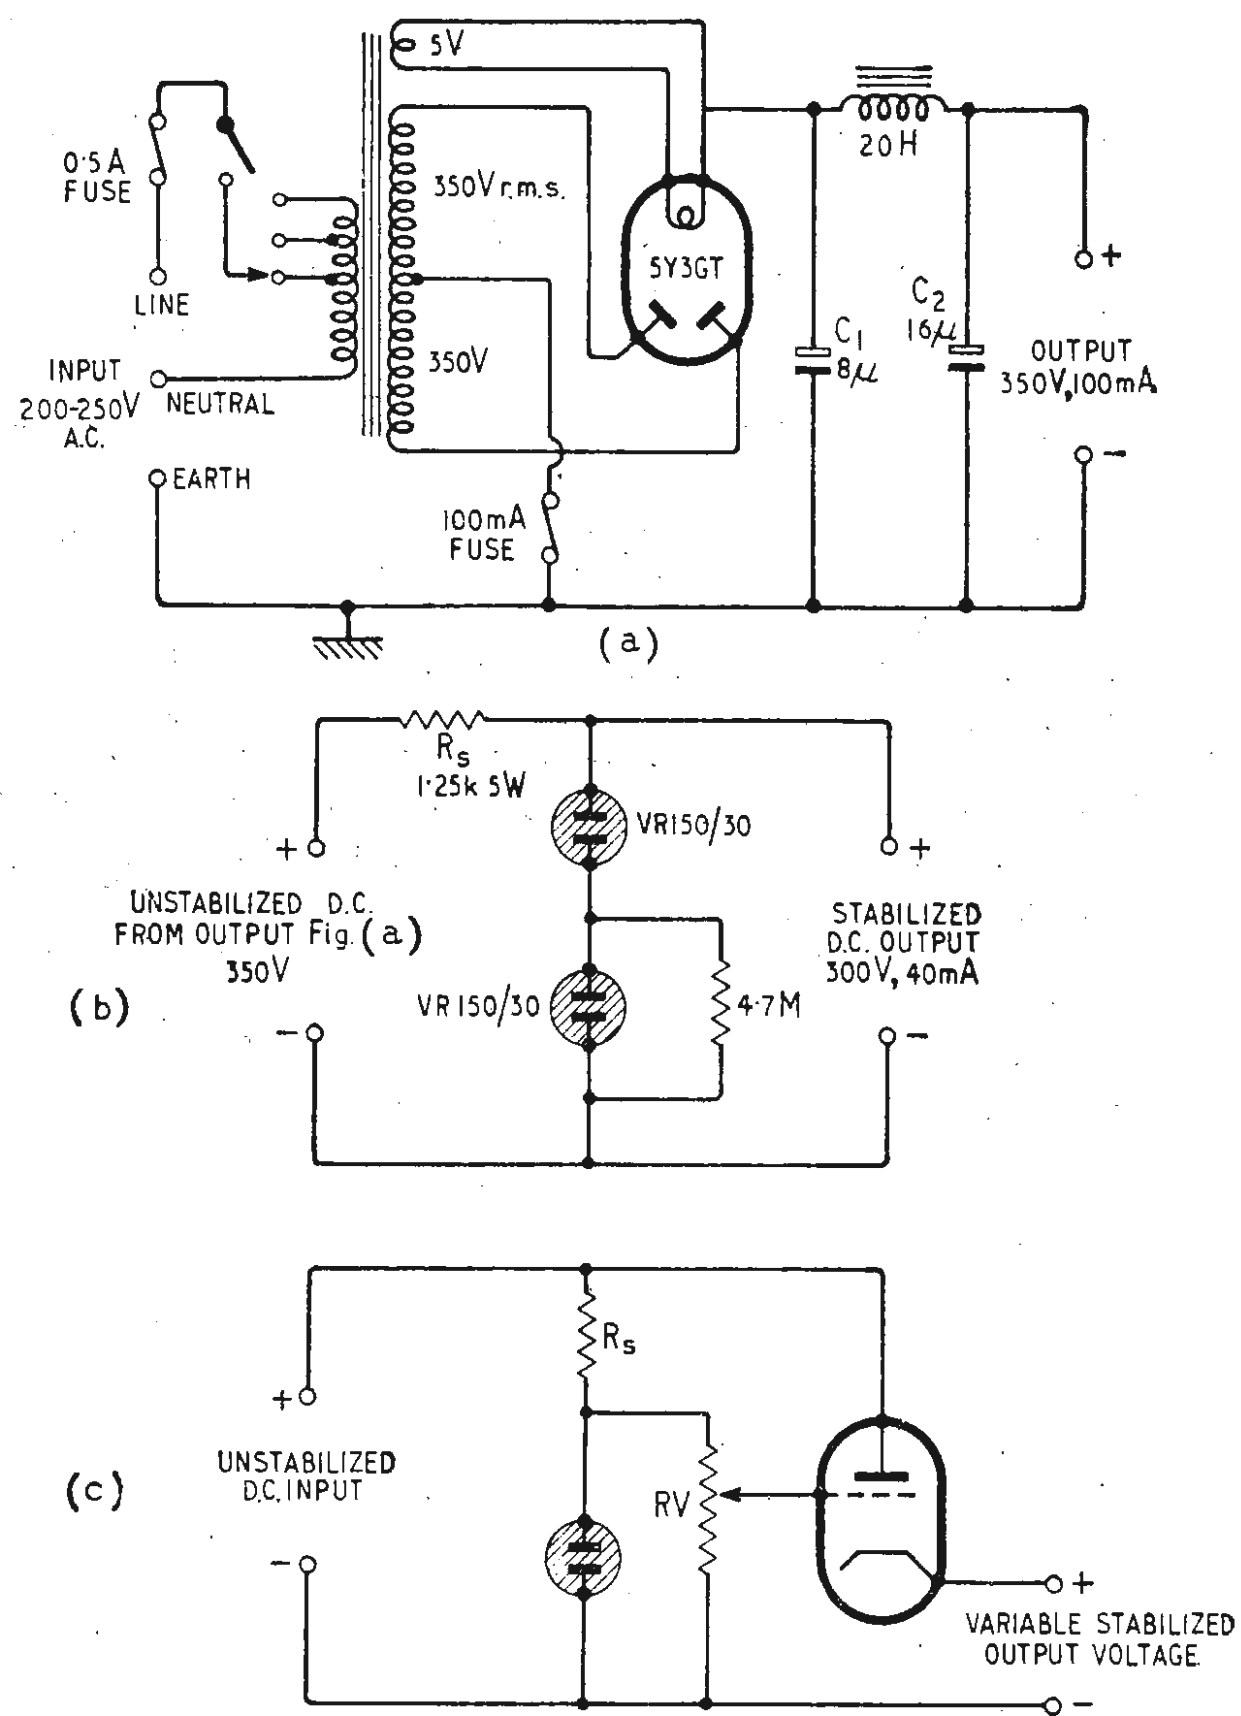 5V
0·5A
FUSE
350V r.m.s.
20H
5Y3GT
LINE
350V
C1
8μ
C2
16μ
+
OUTPUT
350V, 100mA
INPUT
200-250V
A.C.
NEUTRAL
EARTH
−
100mA
FUSE
(a)
Rs
1·25k 5W
VR150/30
+
+
UNSTABILIZED D.C.
FROM OUTPUT Fig. (a)
350V
STABILIZED
D.C. OUTPUT
300V, 40mA
(b)
VR150/30
4·7M
−
−
Rs
+
UNSTABILIZED
D.C. INPUT
(c)
RV
−
+
VARIABLE STABILIZED
OUTPUT VOLTAGE
−